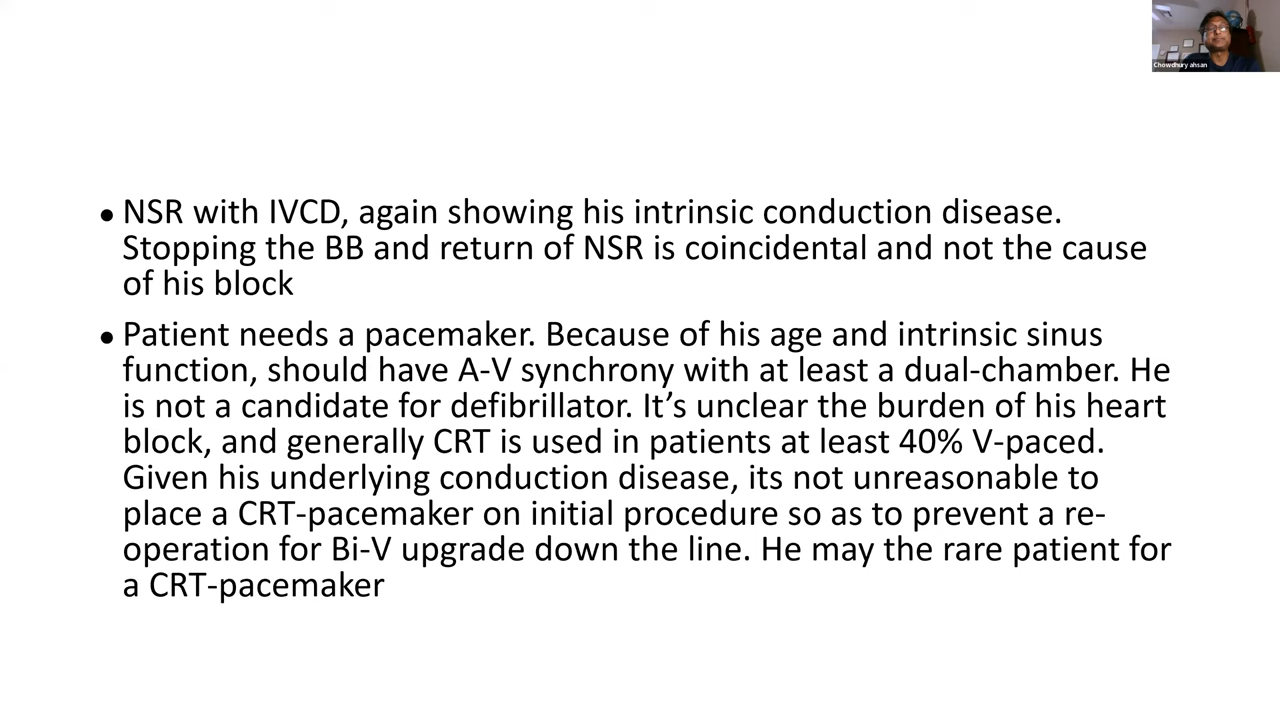 Chowdhury ahsan
• NSR with IVCD, again showing his intrinsic conduction disease.
Stopping the BB and return of NSR is coincidental and not the cause
of his block
• Patient needs a pacemaker. Because of his age and intrinsic sinus
function, should have A-V synchrony with at least a dual-chamber. He
is not a candidate for defibrillator. It’s unclear the burden of his heart
block, and generally CRT is used in patients at least 40% V-paced.
Given his underlying conduction disease, its not unreasonable to
place a CRT-pacemaker on initial procedure so as to prevent a re-
operation for Bi-V upgrade down the line. He may the rare patient for
a CRT-pacemaker